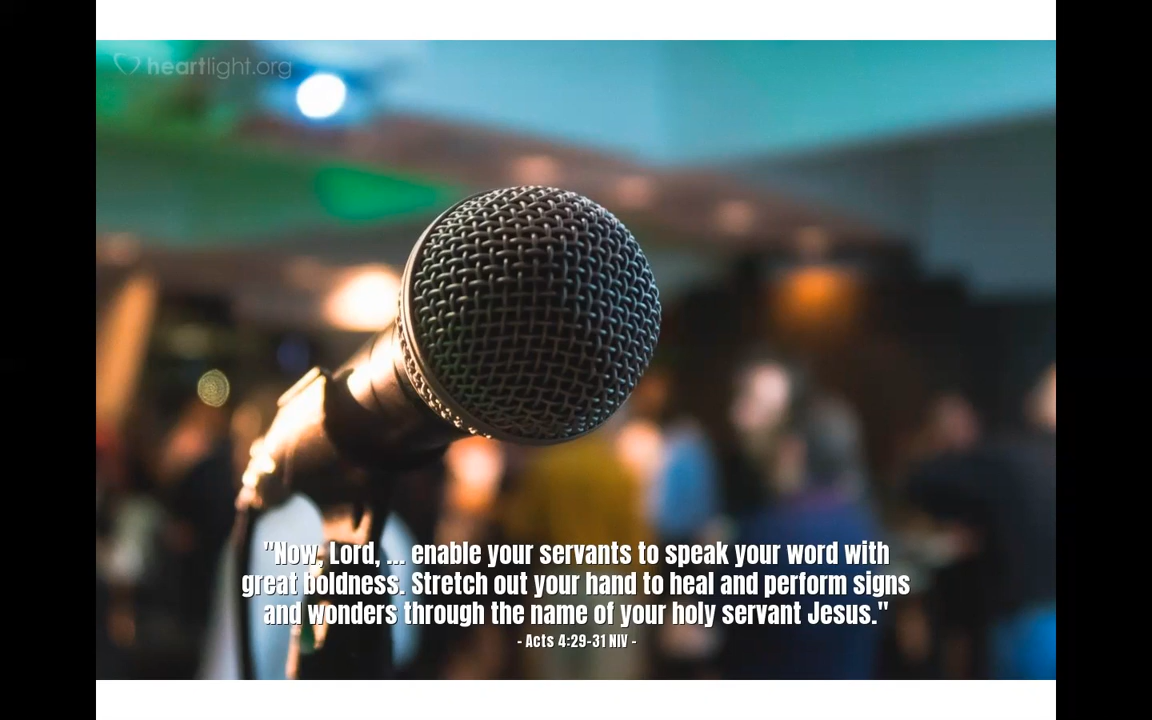 heartlight.org
"Now, Lord, ... enable your servants to speak your word with
great boldness. Stretch out your hand to heal and perform signs
and wonders through the name of your holy servant Jesus."
- Acts 4:29-31 NIV -